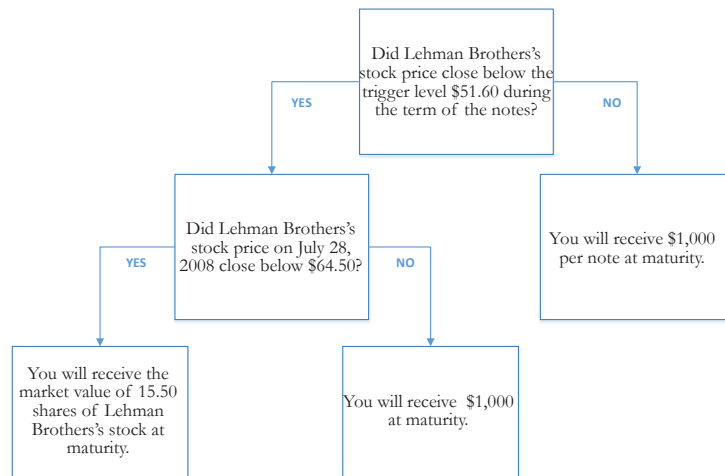 Did Lehman Brothers's
stock price close below the
trigger level $51.60 during
the term of the notes?
YES
NO
Did Lehman Brothers's
stock price on July 28,
2008 close below $64.50?
You will receive $1,000
per note at maturity.
YES
NO
You will receive the
market value of 15.50
shares of Lehman
Brothers's stock at
maturity.
You will receive $1,000
at maturity.